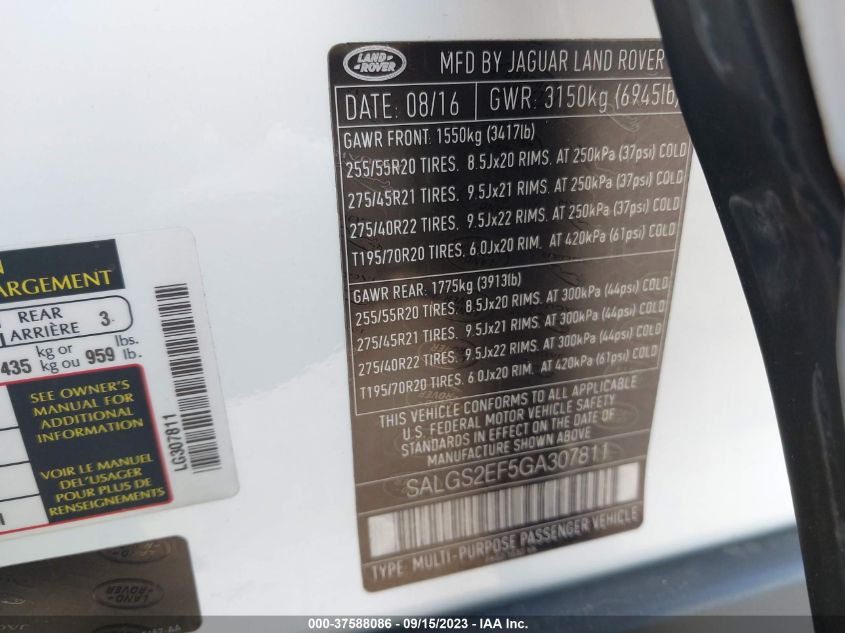 LAND
ROVER
MFD BY JAGUAR LAND ROVER
DATE: 08/16 GWR: 3150kg (6945lb)
GAWR FRONT. 1550kg (3417lb)
255/55R20 TIRES. 8.5Jx20 RIMS. AT 250kPa (37psi) COLD
275/45R21 TIRES. 9.5Jx21 RIMS. AT 250kPa (37psi) COLD
275/40R22 TIRES. 9.5Jx22 RIMS. AT 250kPa (37psi) COLD
T195/70R20 TIRES. 6.0Jx20 RIM. AT 420kPa (61psi) COLD
GAWR REAR. 1775kg (3913lb)
255/55R20 TIRES. 8.5Jx20 RIMS. AT 300kPa (44psi) COLD
275/45R21 TIRES. 9.5Jx21 RIMS. AT 300kPa (44psi) COLD
275/40R22 TIRES. 9.5Jx22 RIMS. AT 300kPa (44psi) COLD
T195/70R20 TIRES. 6.0Jx20 RIM. AT 420kPa (61psi) COLD
THIS VEHICLE CONFORMS TO ALL APPLICABLE
U.S. FEDERAL MOTOR VEHICLE SAFETY
STANDARDS IN EFFECT ON THE DATE OF
MANUFACTURE SHOWN ABOVE
SALGS2EF5GA307811
TYPE: MULTI-PURPOSE PASSENGER VEHICLE
ARGEMENT
REAR
ARRIÈRE 3
435 kg or 959 lbs.
kg ou lb.
SEE OWNER'S
MANUAL FOR
ADDITIONAL
INFORMATION
VOIR LE MANUEL
DEL'USAGER
POUR PLUS DE
RENSEIGNEMENTS
LG307811
LAND
ROVER
000-37588086 - 09/15/2023 - IAA Inc.